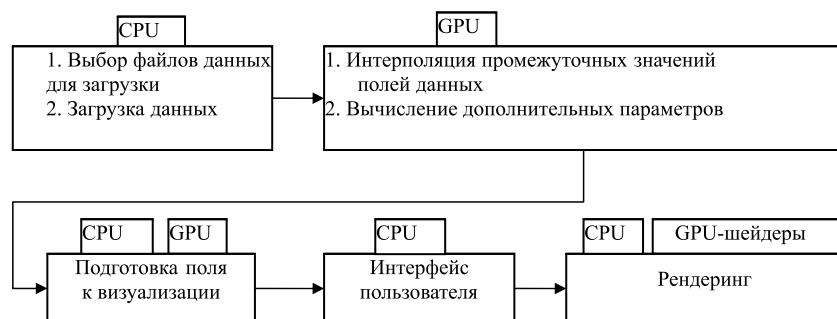 CPU
1. Выбор файлов данных
для загрузки
2. Загрузка данных
GPU
1. Интерполяция промежуточных значений
полей данных
2. Вычисление дополнительных параметров
CPU
GPU
Подготовка поля
к визуализации
CPU
Интерфейс
пользователя
CPU
GPU-шейдеры
Рендеринг